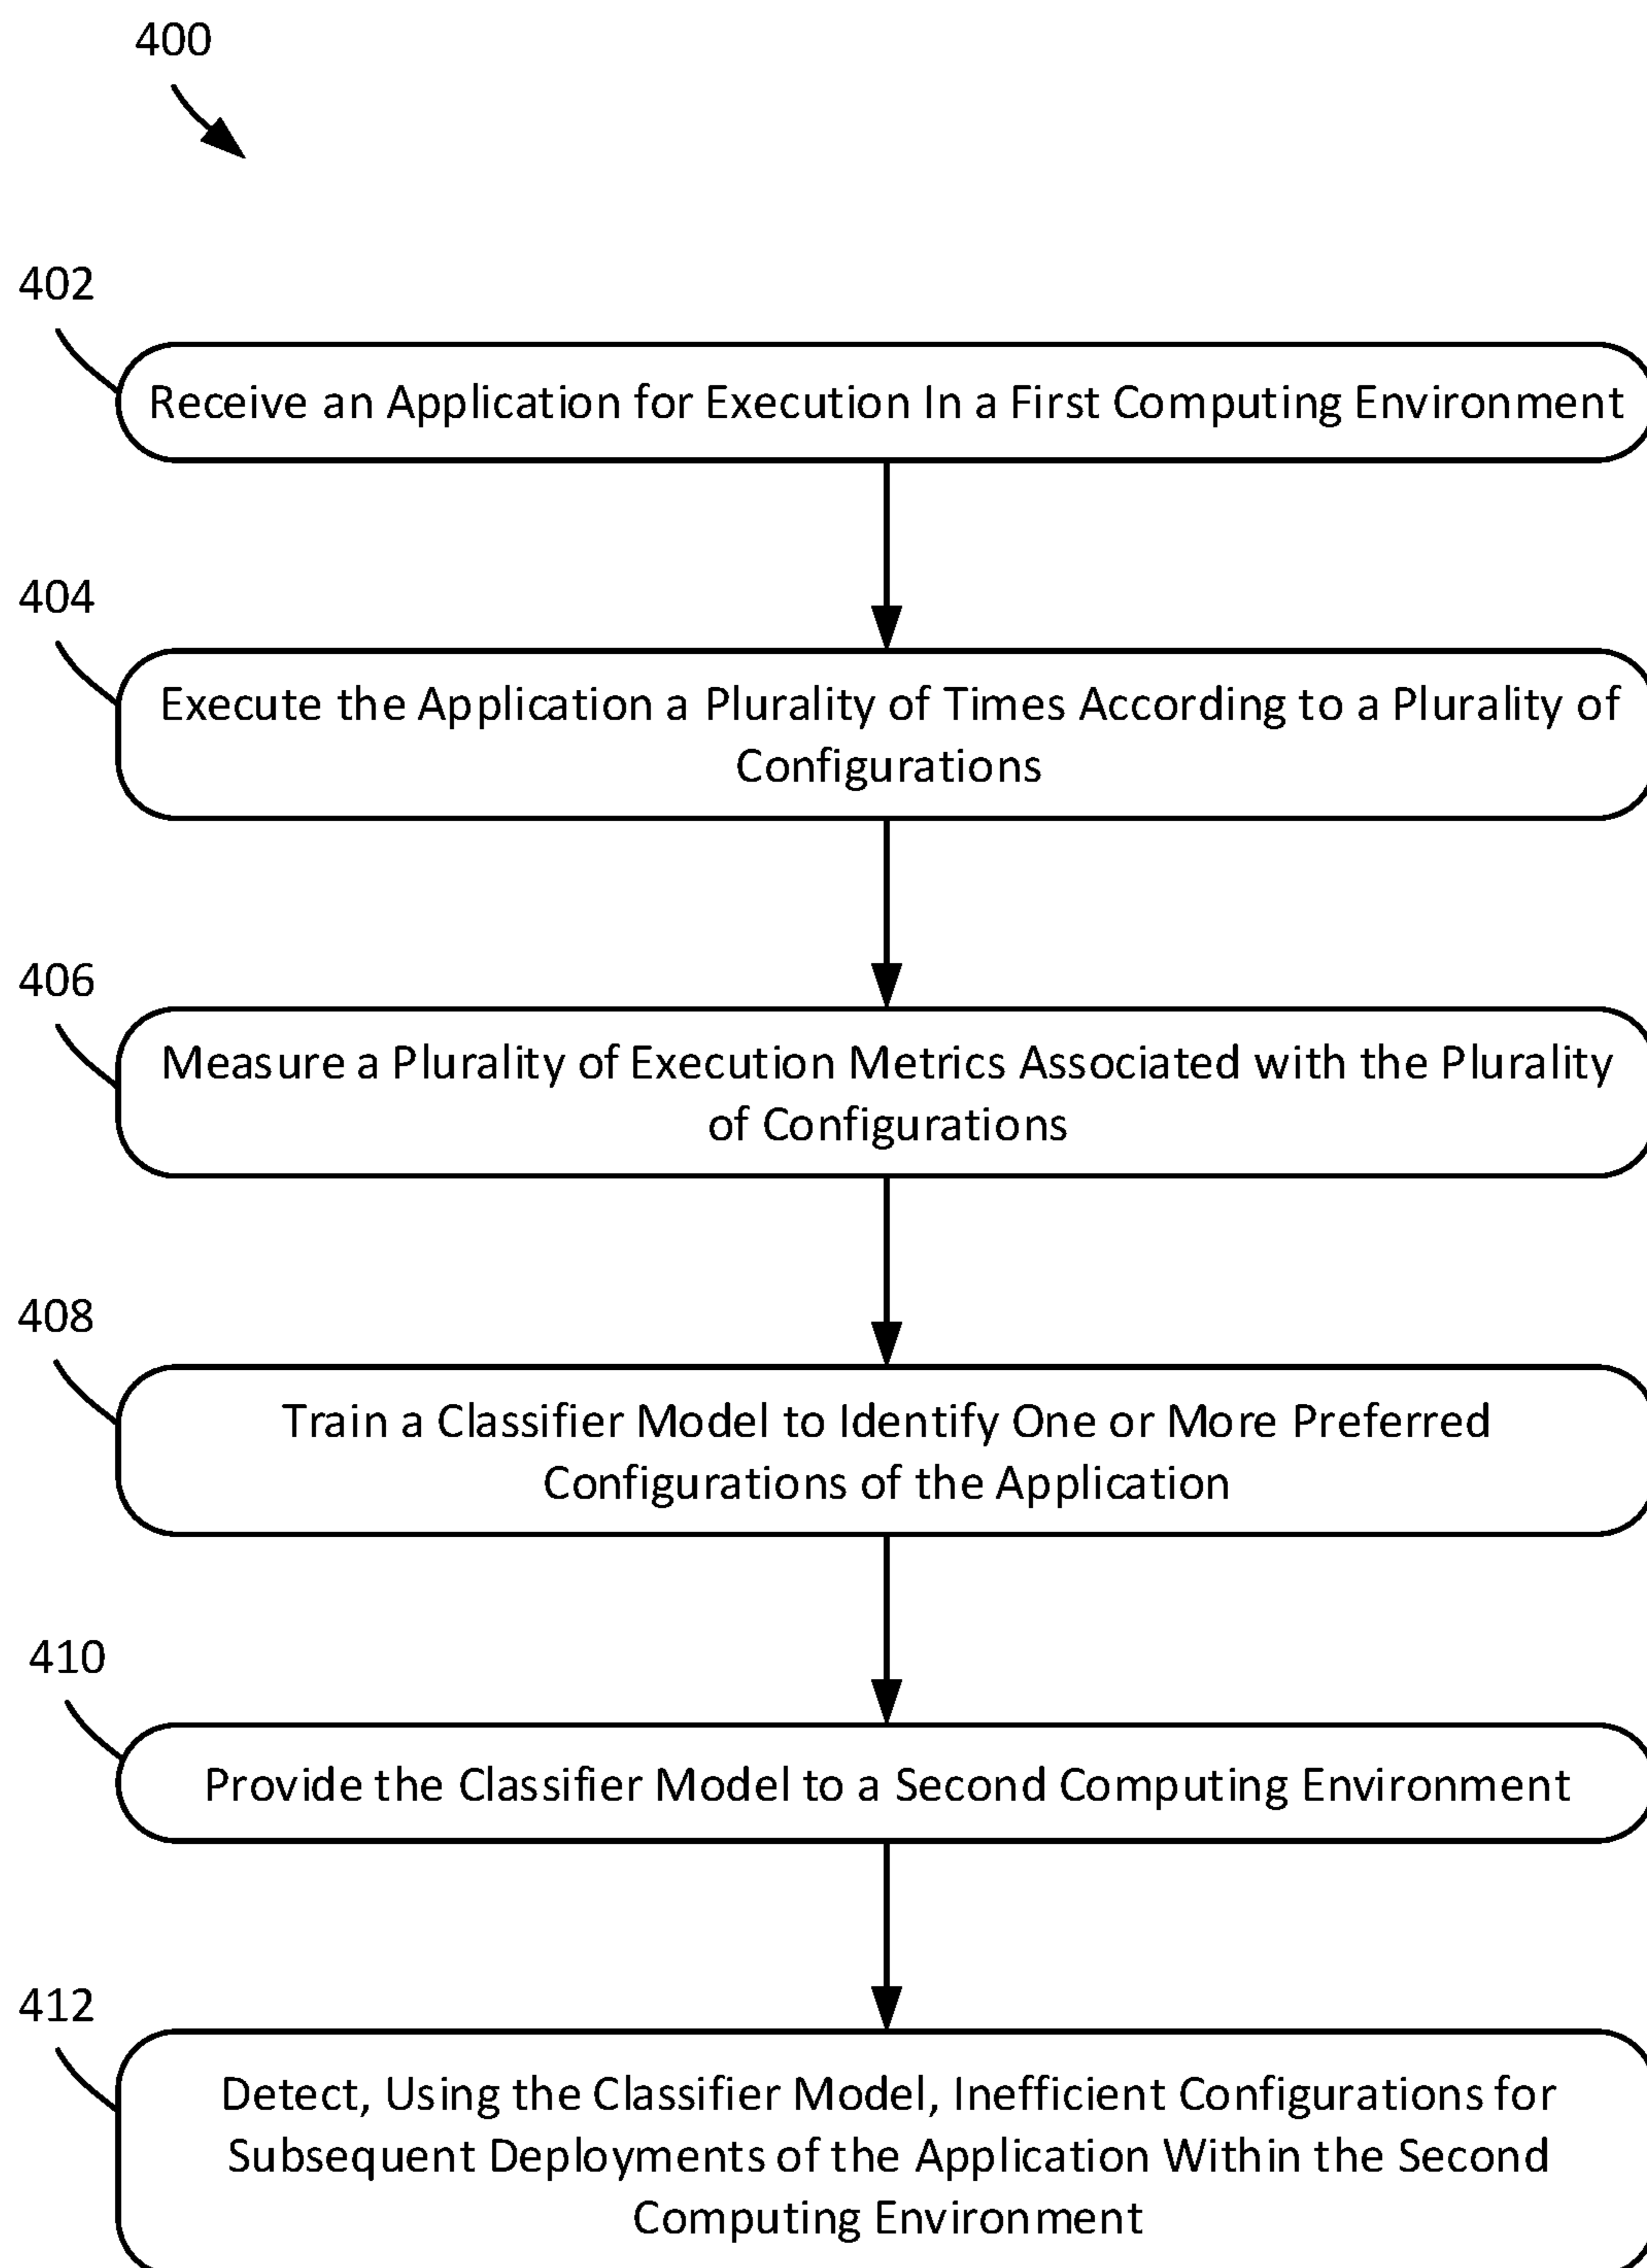 400
402
Receive an Application for Execution In a First Computing Environment
404
Execute the Application a Plurality of Times According to a Plurality of
Configurations
406
Measure a Plurality of Execution Metrics Associated with the Plurality
of Configurations
408
Train a Classifier Model to Identify One or More Preferred
Configurations of the Application
410
Provide the Classifier Model to a Second Computing Environment
412
Detect, Using the Classifier Model, Inefficient Configurations for
Subsequent Deployments of the Application Within the Second
Computing Environment